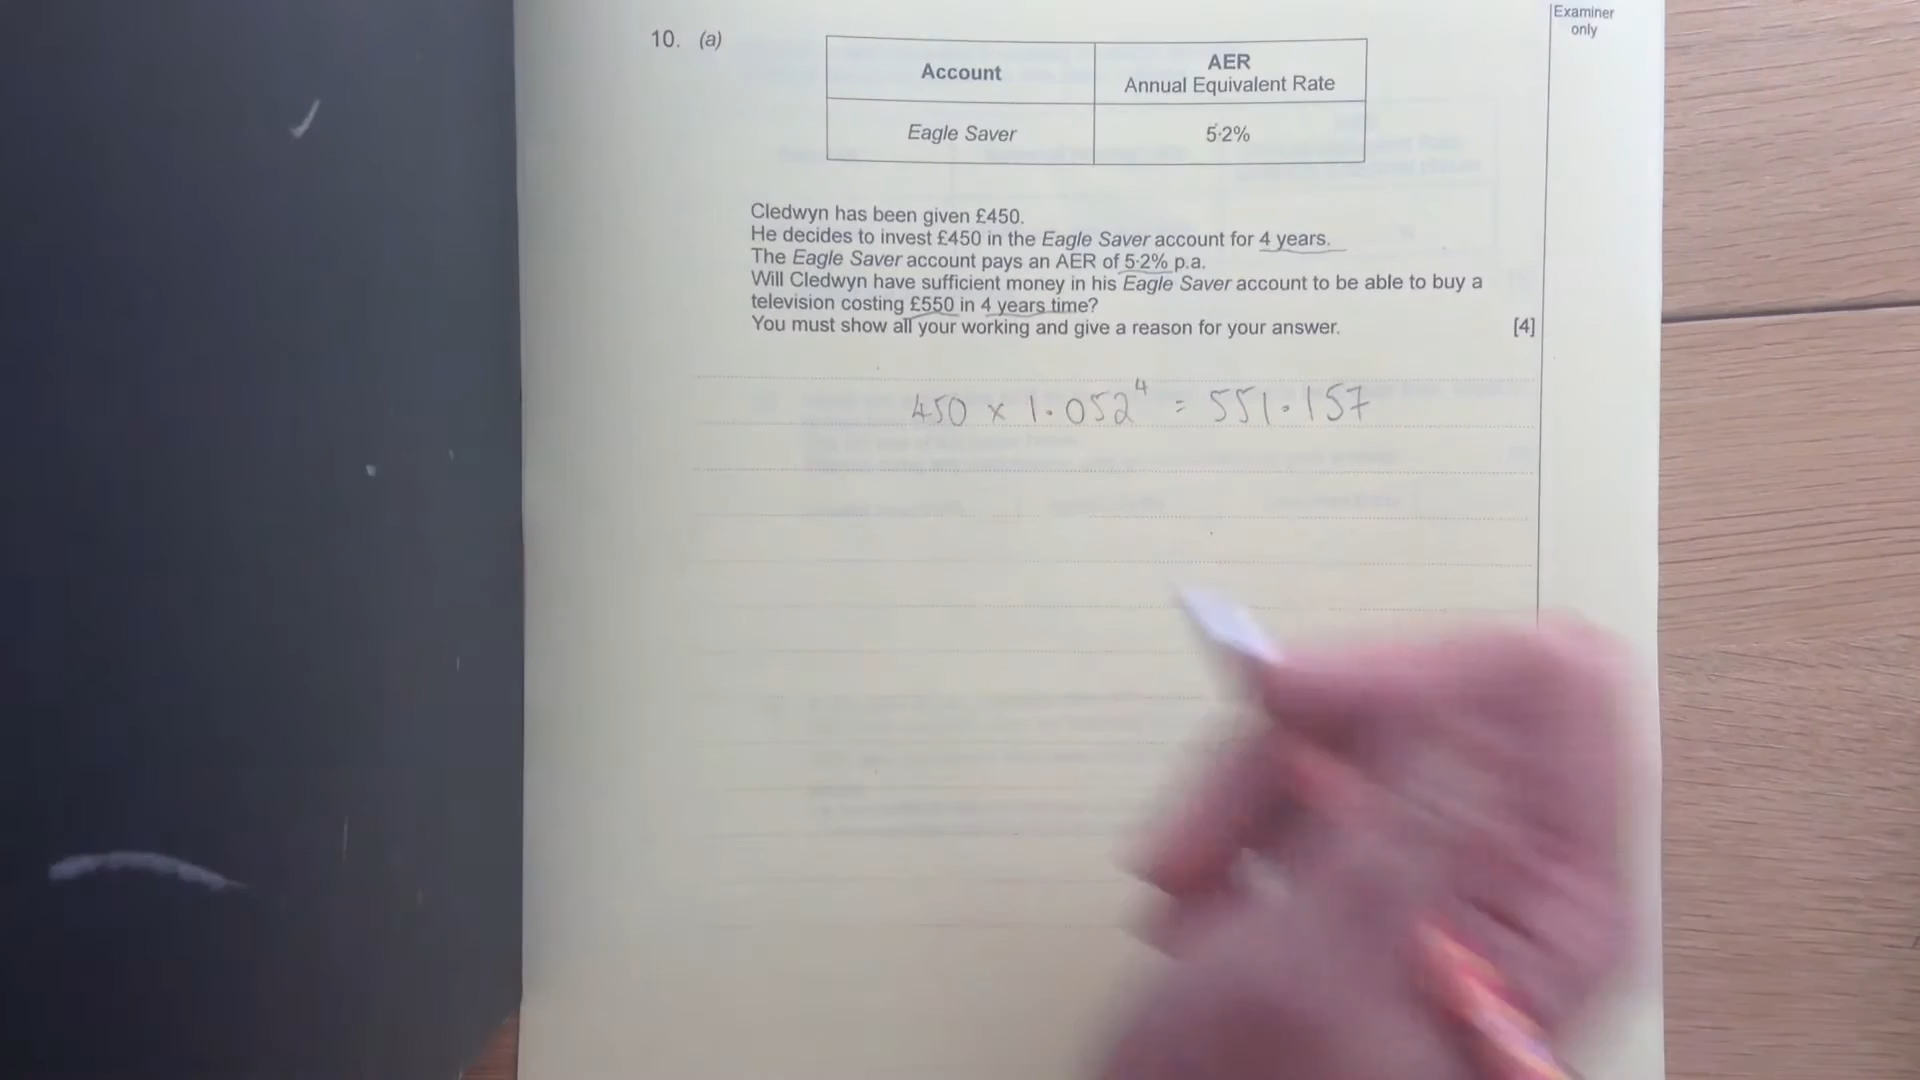 Examiner
only
10. (a)
Account
AER
Annual Equivalent Rate
Eagle Saver
5·2%
Cledwyn has been given £450.
He decides to invest £450 in the Eagle Saver account for 4 years.
The Eagle Saver account pays an AER of 5·2% p.a.
Will Cledwyn have sufficient money in his Eagle Saver account to be able to buy a
television costing £550 in 4 years time?
You must show all your working and give a reason for your answer.
[4]
450 × 1.052⁴ = 551.157